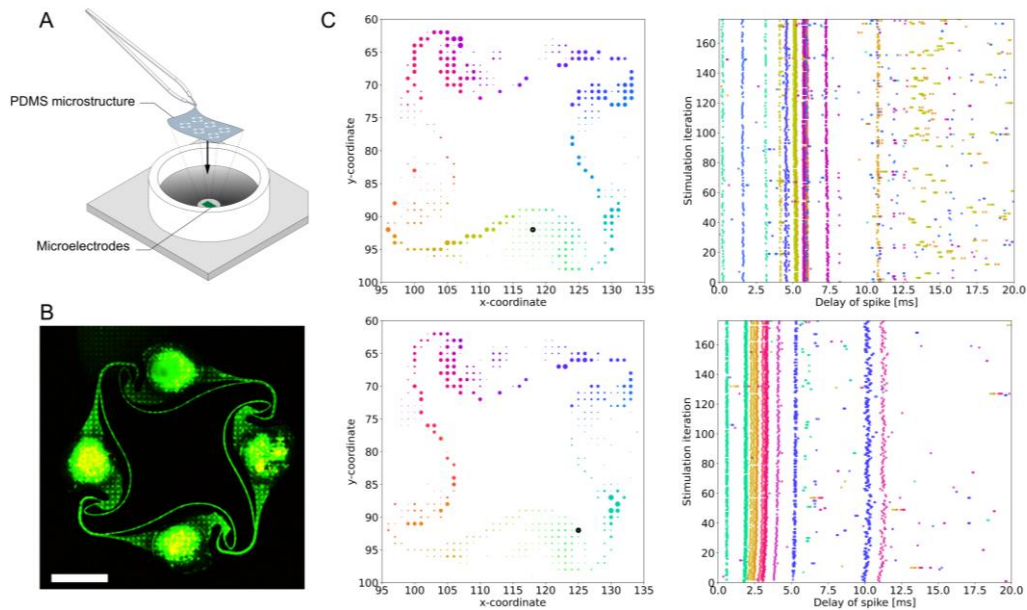 A
PDMS microstructure
Microelectrodes
B
C
60
65
70
75
80
85
90
95
100
y-coordinate
95 100 105 110 115 120 125 130 135
x-coordinate
160
140
120
100
80
60
40
20
0
Stimulation iteration
0.0 2.5 5.0 7.5 10.0 12.5 15.0 17.5 20.0
Delay of spike [ms]
60
65
70
75
80
85
90
95
100
y-coordinate
95 100 105 110 115 120 125 130 135
x-coordinate
160
140
120
100
80
60
40
20
0
Stimulation iteration
0.0 2.5 5.0 7.5 10.0 12.5 15.0 17.5 20.0
Delay of spike [ms]